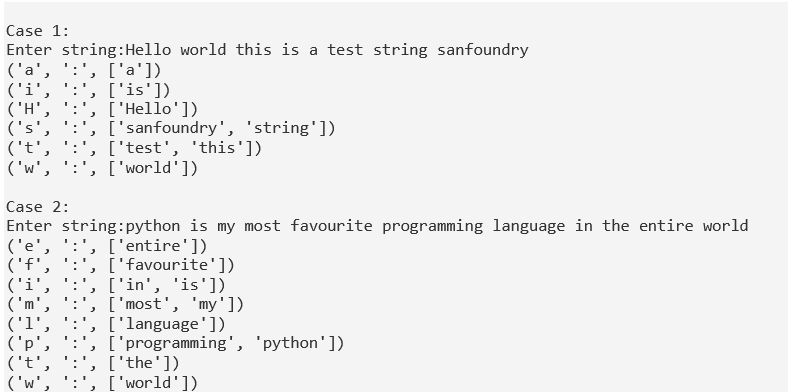 Case 1:
Enter string:Hello world this is a test string sanfoundry
('a', ':', ['a'])
('i', ':', ['is'])
('H', ':', ['Hello'])
('s', ':', ['sanfoundry', 'string'])
('t', ':', ['test', 'this'])
('w', ':', ['world'])
Case 2:
Enter string:python is my most favourite programming language in the entire world
('e', ':', ['entire'])
('f', ':', ['favourite'])
('i', ':', ['in', 'is'])
('m', ':', ['most', 'my'])
('l', ':', ['language'])
('p', ':', ['programming', 'python'])
('t', ':', ['the'])
('w', ':', ['world'])